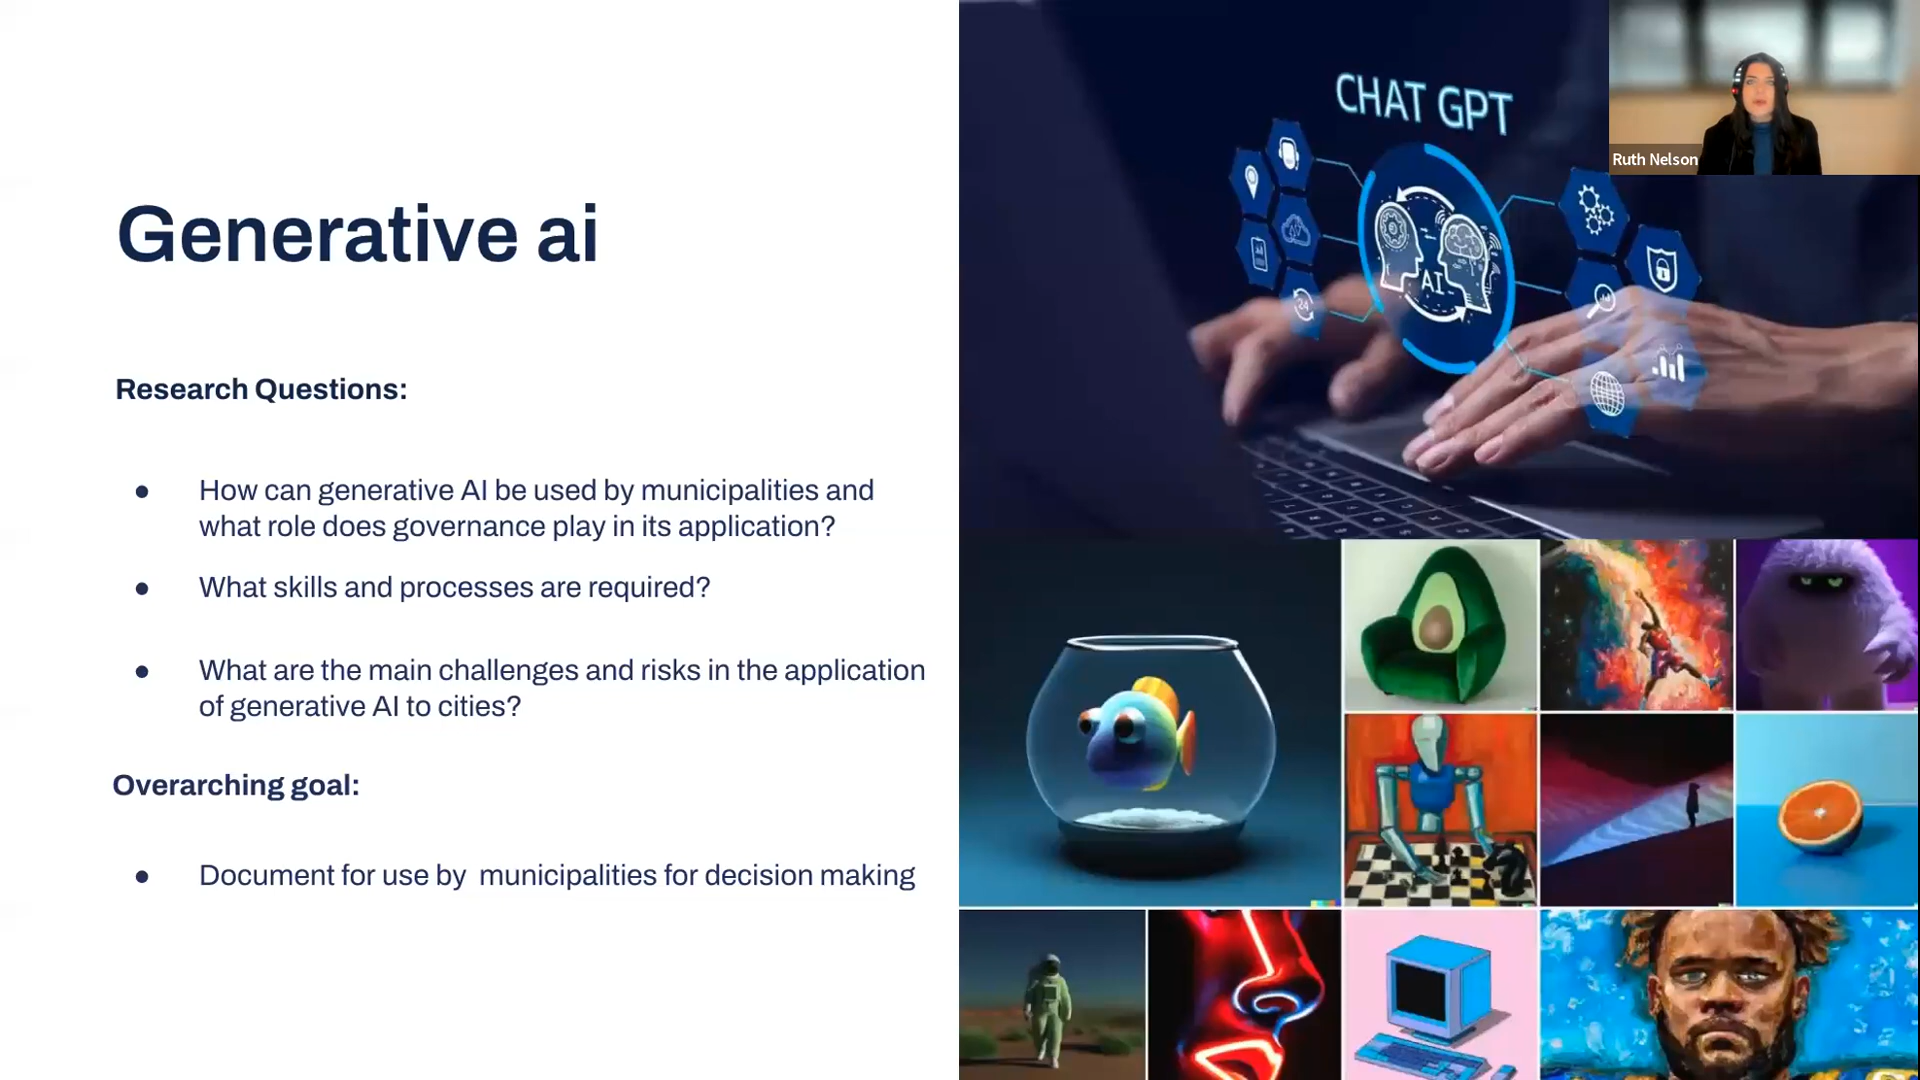 Generative ai
Research Questions:
● How can generative AI be used by municipalities and
what role does governance play in its application?
● What skills and processes are required?
● What are the main challenges and risks in the application
of generative AI to cities?
Overarching goal:
● Document for use by municipalities for decision making
CHAT GPT
AI
24
Ruth Nelson